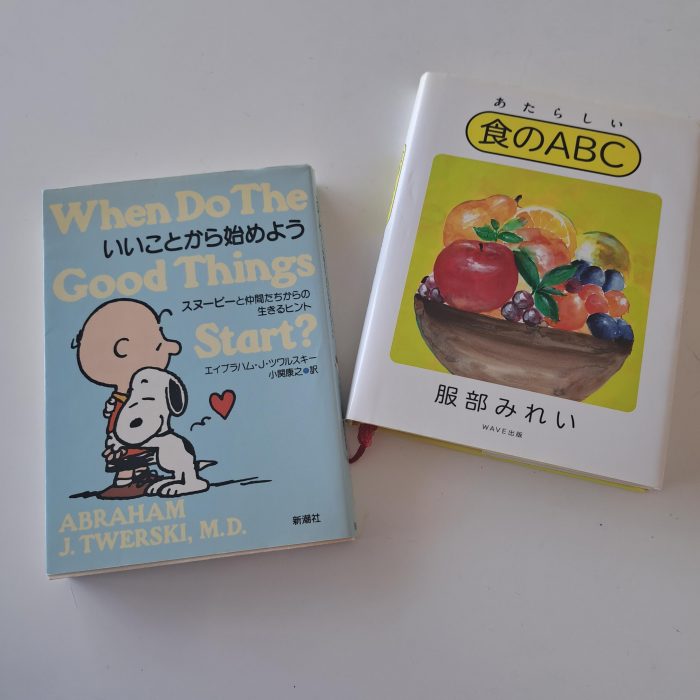 When Do The
いいことから始めよう
Good Things
スヌーピーと仲間たちからの
生きるヒント
Start?
エイブラハム・J・ツワルスキー
小関康之●訳
ABRAHAM
J. TWERSKI, M.D.
新潮社
あたらしい
食のABC
服部みれい
WAVE出版